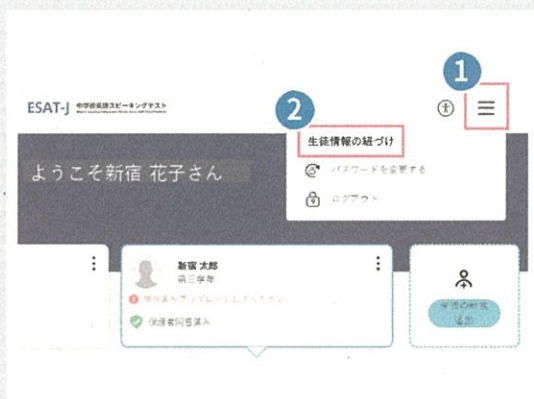 1
ESAT-J 中学校英語スピーキングテスト
2
生徒情報の紐づけ
ようこそ新宿 花子さん
パスワードを変更する
ログアウト
新宿 太郎
第三学年
保護者同意済み